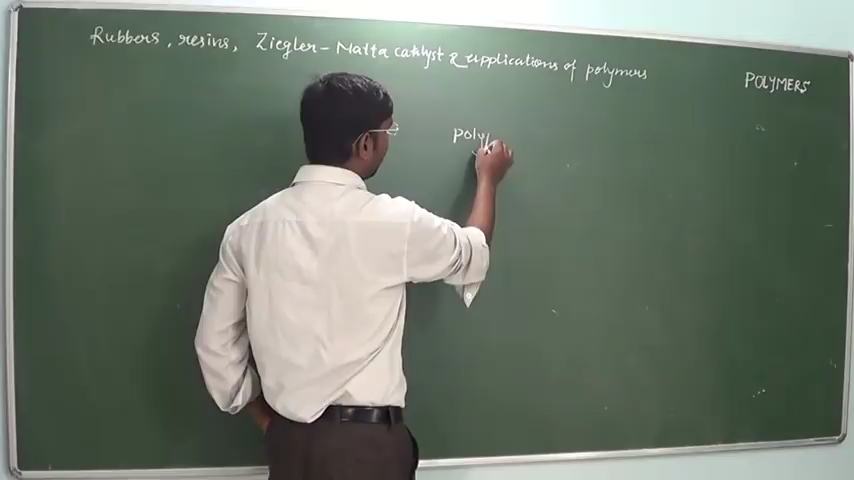 Rubbers, resins, Ziegler-Natta catalyst & applications of polymers
POLYMERS
Poly